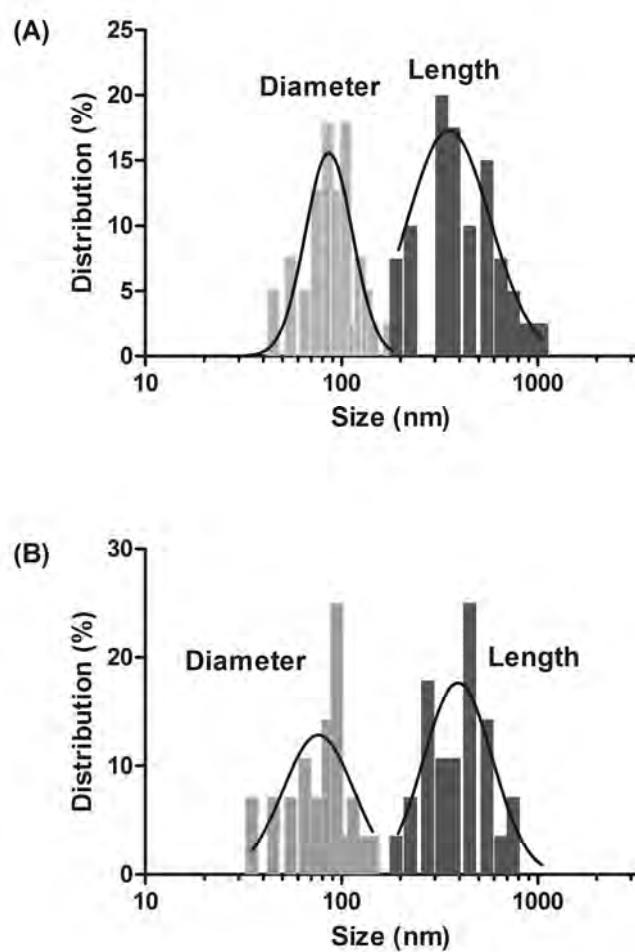 (A)
25
20
15
10
5
0
Distribution (%)
Diameter
Length
10
100
1000
Size (nm)
(B)
30
20
10
0
Distribution (%)
Diameter
Length
10
100
1000
Size (nm)